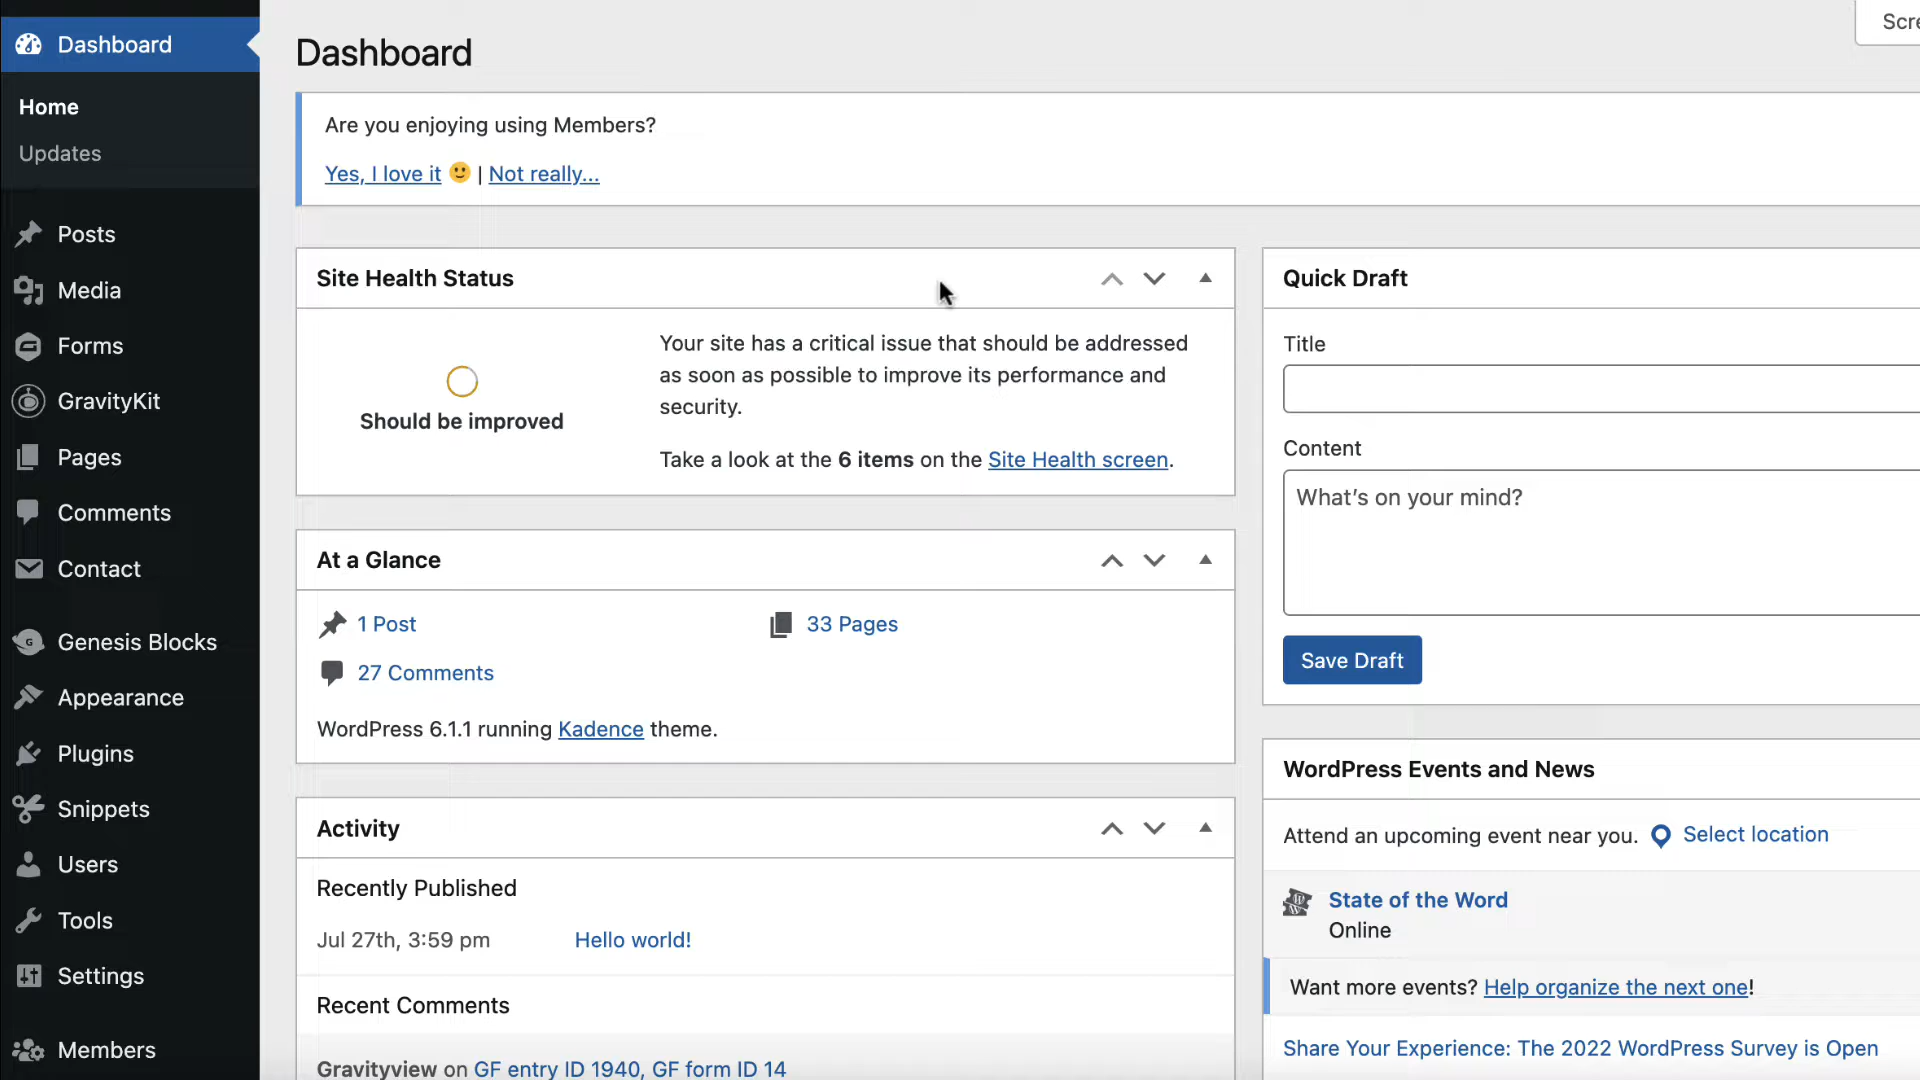 Dashboard
Home
Updates
Posts
Media
Forms
GravityKit
Pages
Comments
Contact
Genesis Blocks
Appearance
Plugins
Snippets
Users
Tools
Settings
Members
Dashboard
Scre
Are you enjoying using Members?
Yes, I love it 🙂 | Not really...
Site Health Status
Should be improved
Your site has a critical issue that should be addressed
as soon as possible to improve its performance and
security.
Take a look at the 6 items on the Site Health screen.
At a Glance
1 Post
33 Pages
27 Comments
WordPress 6.1.1 running Kadence theme.
Activity
Recently Published
Jul 27th, 3:59 pm Hello world!
Recent Comments
Gravityview on GF entry ID 1940, GF form ID 14
Quick Draft
Title
Content
What's on your mind?
Save Draft
WordPress Events and News
Attend an upcoming event near you. Select location
State of the Word
Online
Want more events? Help organize the next one!
Share Your Experience: The 2022 WordPress Survey is Open